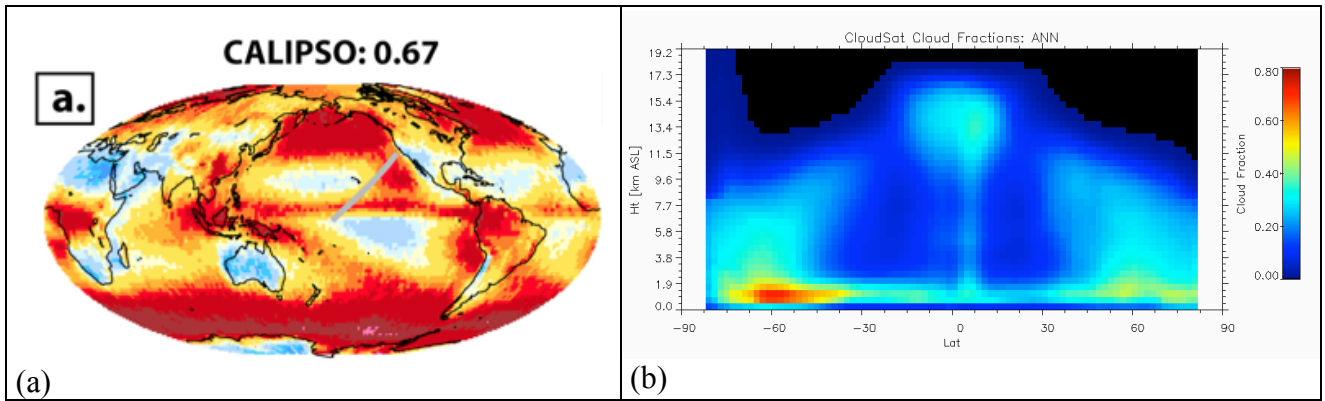 CALIPSO: 0.67
a.
(a)
CloudSat Cloud Fractions: ANN
19.2
17.3
15.4
13.4
11.5
9.6
7.7
5.8
3.8
1.9
0.0
Ht [km ASL]
-90
-60
-30
0
30
60
90
Lat
0.80
0.60
0.40
0.20
0.00
Cloud Fraction
(b)